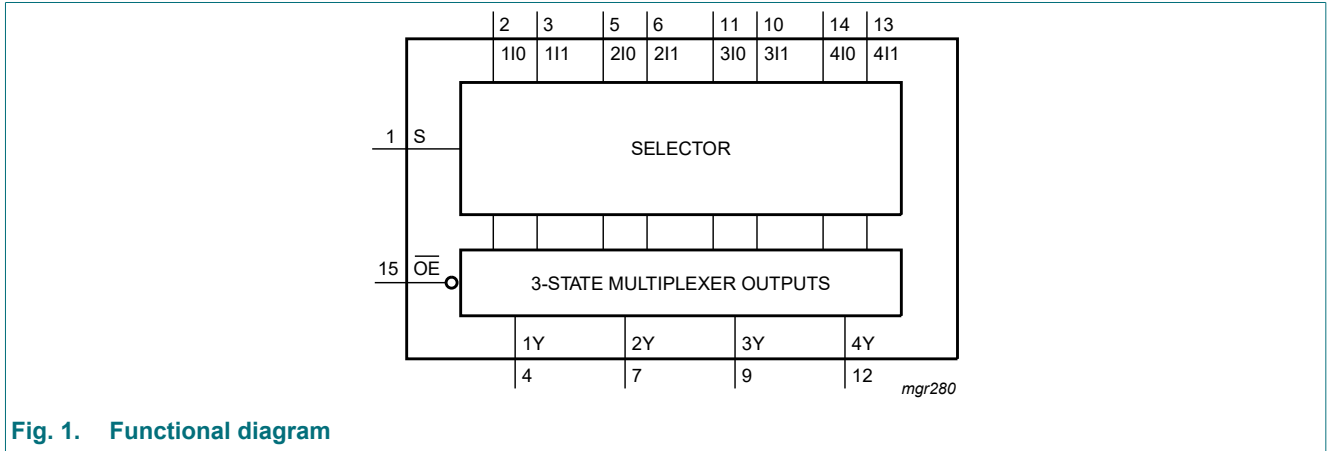 2 3 5 6 11 10 14 13
1I0 1I1 2I0 2I1 3I0 3I1 4I0 4I1
1 S
SELECTOR
15 O̅E̅
3-STATE MULTIPLEXER OUTPUTS
1Y 2Y 3Y 4Y
4 7 9 12
mgr280
Fig. 1. Functional diagram